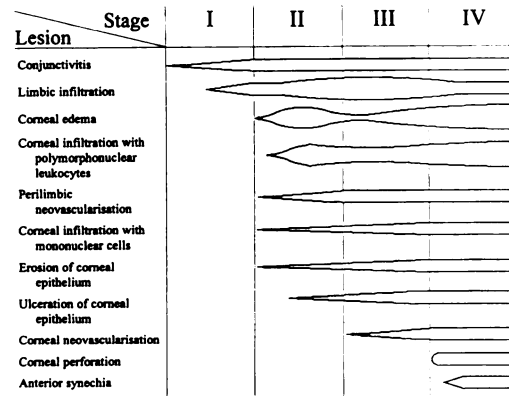 Stage I II III IV
Lesion
Conjunctivitis
Limbic infiltration
Corneal edema
Corneal infiltration with
polymorphonuclear
leukocytes
Perilimbic
neovascularisation
Corneal infiltration with
mononuclear cells
Erosion of corneal
epithelium
Ulceration of corneal
epithelium
Corneal neovascularisation
Corneal perforation
Anterior synechia